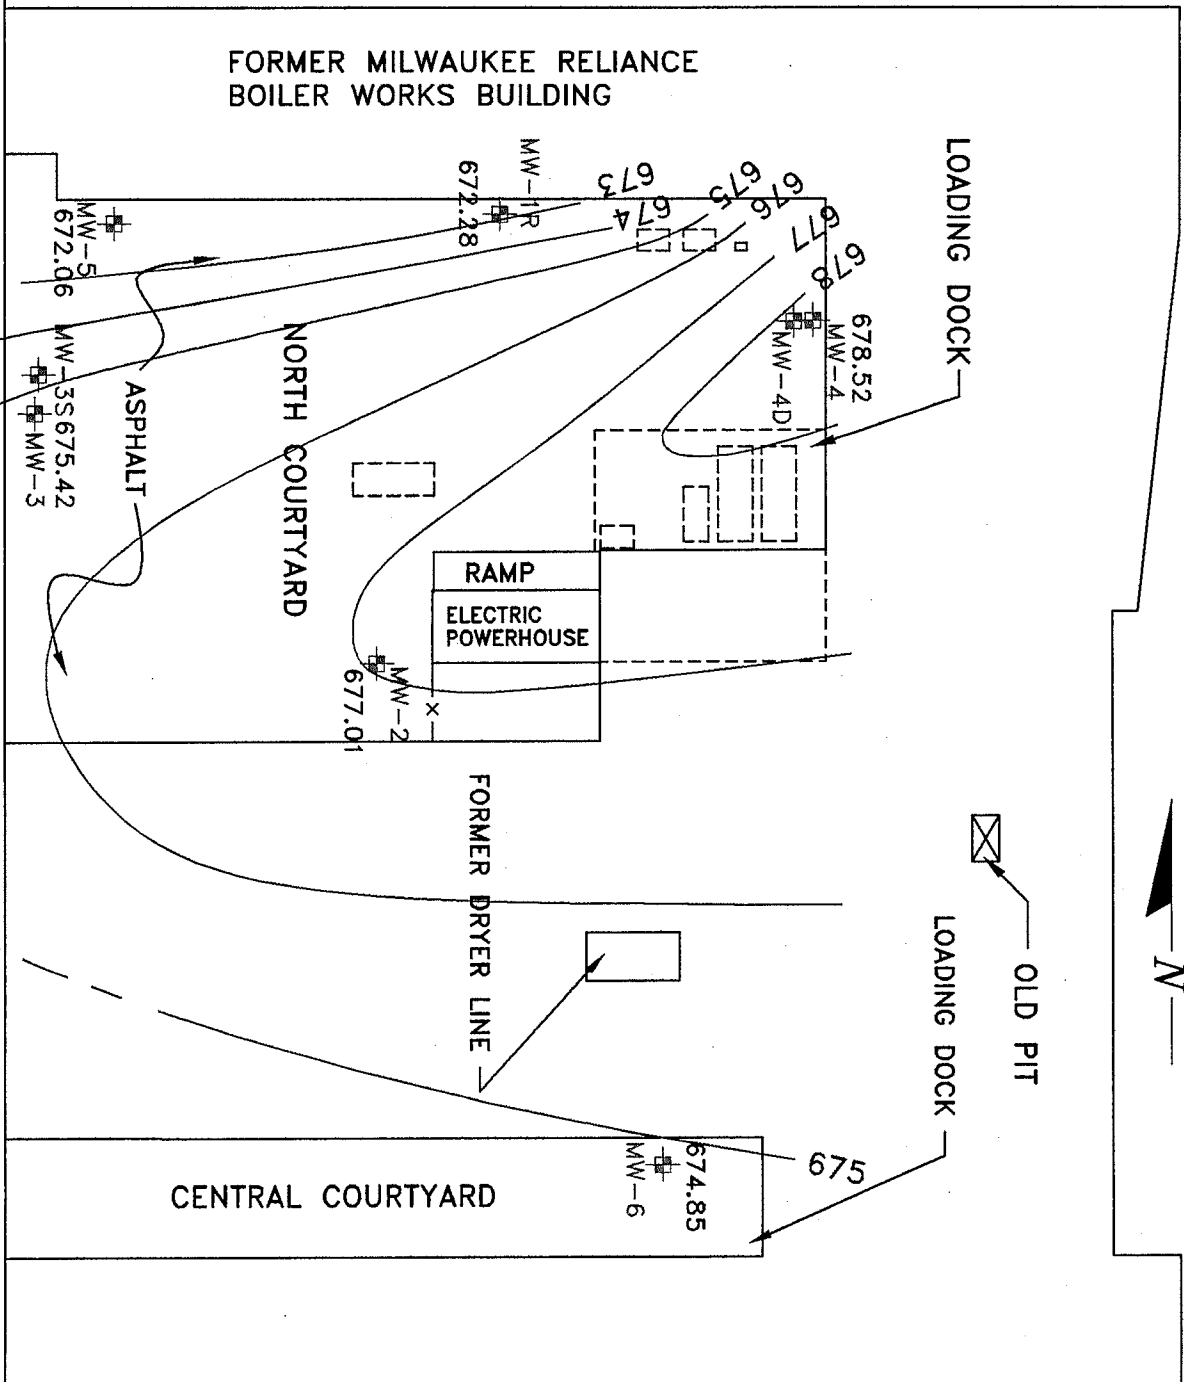 FORMER MILWAUKEE RELIANCE
BOILER WORKS BUILDING
LOADING DOCK
MW-1R
672.28
673
674
675
676
677
678
MW-5
672.06
678.52
MW-4
MW-4D
MW-3S
675.42
MW-3
ASPHALT
NORTH COURTYARD
RAMP
ELECTRIC
POWERHOUSE
MW-2
677.01
X
FORMER DRYER LINE
OLD PIT
LOADING DOCK
N
675
674.85
MW-6
CENTRAL COURTYARD